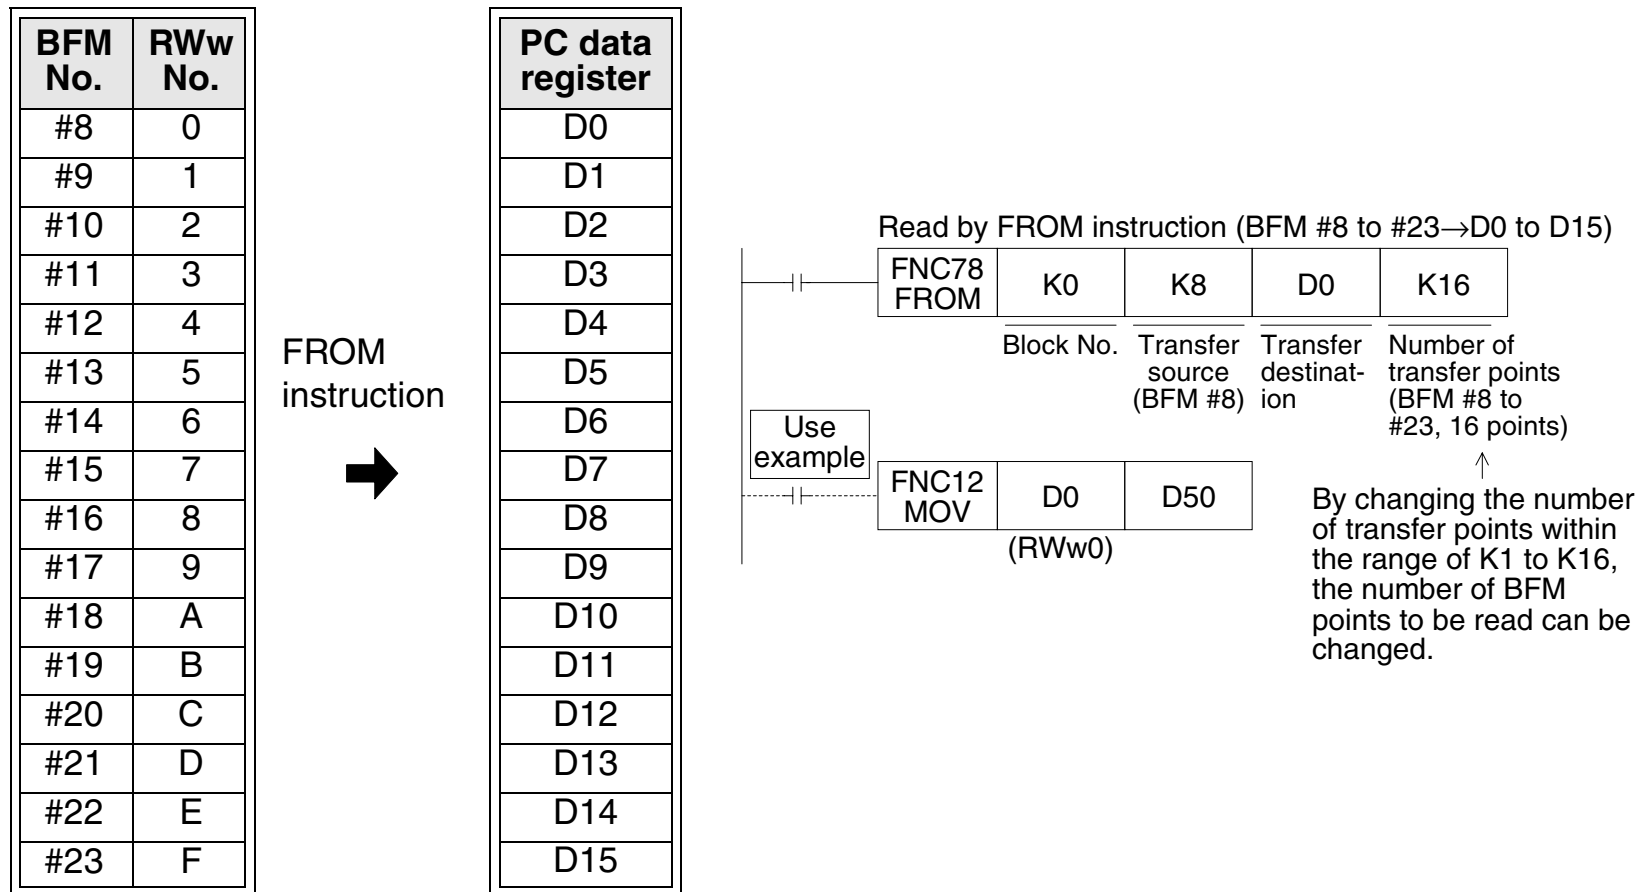 BFM No. RWw No.
#8 0
#9 1
#10 2
#11 3
#12 4
#13 5
#14 6
#15 7
#16 8
#17 9
#18 A
#19 B
#20 C
#21 D
#22 E
#23 F
FROM
instruction
PC data
register
D0
D1
D2
D3
D4
D5
D6
D7
D8
D9
D10
D11
D12
D13
D14
D15
Read by FROM instruction (BFM #8 to #23→D0 to D15)
FNC78
FROM
K0
K8
D0
K16
Block No.
Transfer
source
(BFM #8)
Transfer
destinat-
ion
Number of
transfer points
(BFM #8 to
#23, 16 points)
Use
example
FNC12
MOV
D0
D50
(RWw0)
By changing the number
of transfer points within
the range of K1 to K16,
the number of BFM
points to be read can be
changed.